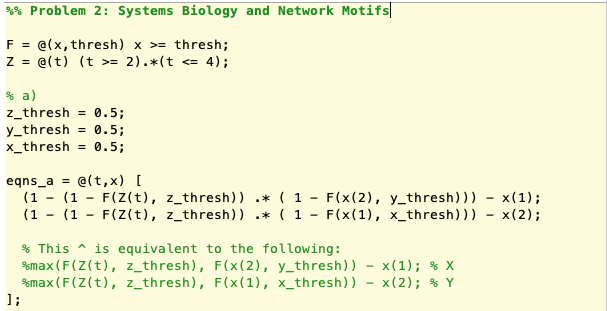 %% Problem 2: Systems Biology and Network Motifs
F = @(x,thresh) x >= thresh;
Z = @(t) (t >= 2).*(t <= 4);
% a)
z_thresh = 0.5;
y_thresh = 0.5;
x_thresh = 0.5;
eqns_a = @(t,x) [
(1 - (1 - F(Z(t), z_thresh)) .* ( 1 - F(x(2), y_thresh))) - x(1);
(1 - (1 - F(Z(t), z_thresh)) .* ( 1 - F(x(1), x_thresh))) - x(2);
% This ^ is equivalent to the following:
%max(F(Z(t), z_thresh), F(x(2), y_thresh)) - x(1); % X
%max(F(Z(t), z_thresh), F(x(1), x_thresh)) - x(2); % Y
];